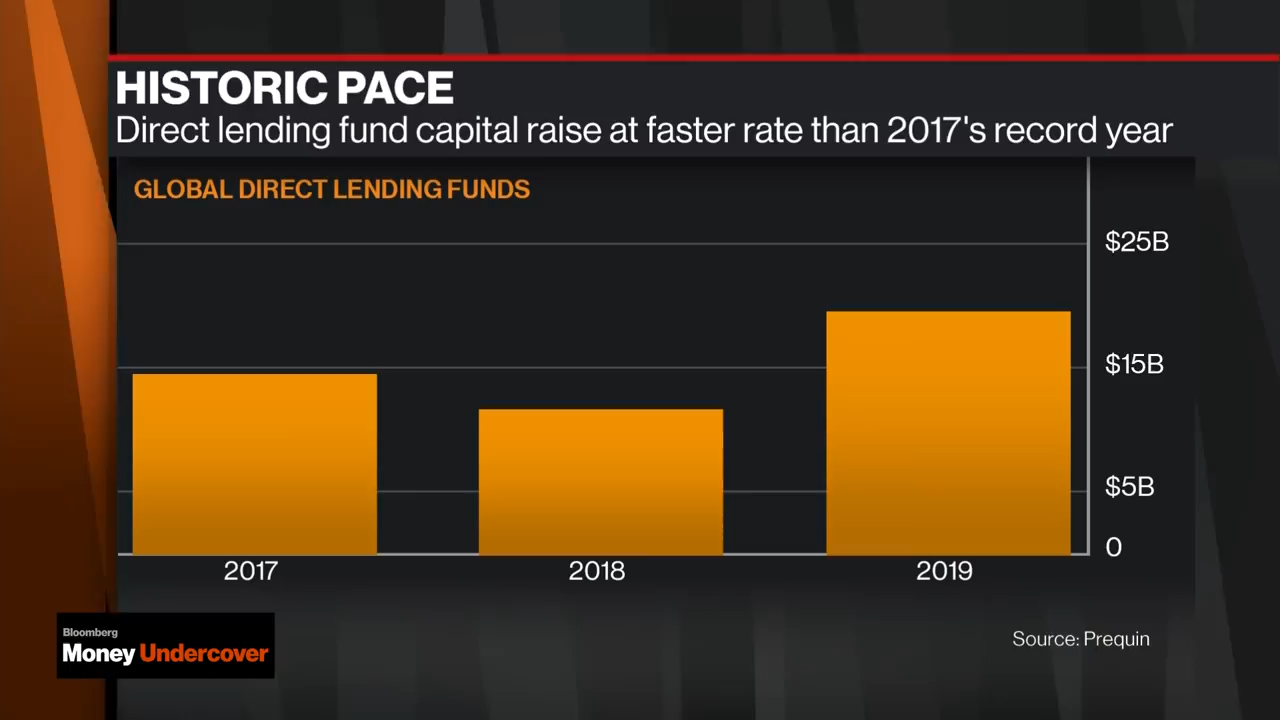 HISTORIC PACE
Direct lending fund capital raise at faster rate than 2017's record year
GLOBAL DIRECT LENDING FUNDS
$25B
$15B
$5B
0
2017
2018
2019
Bloomberg
Money Undercover
Source: Prequin